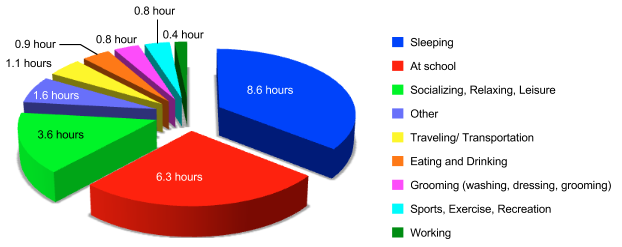 0.8 hour
0.4 hour
0.8 hour
0.9 hour
1.1 hours
1.6 hours
3.6 hours
6.3 hours
8.6 hours
Sleeping
At school
Socializing, Relaxing, Leisure
Other
Traveling/ Transportation
Eating and Drinking
Grooming (washing, dressing, grooming)
Sports, Exercise, Recreation
Working